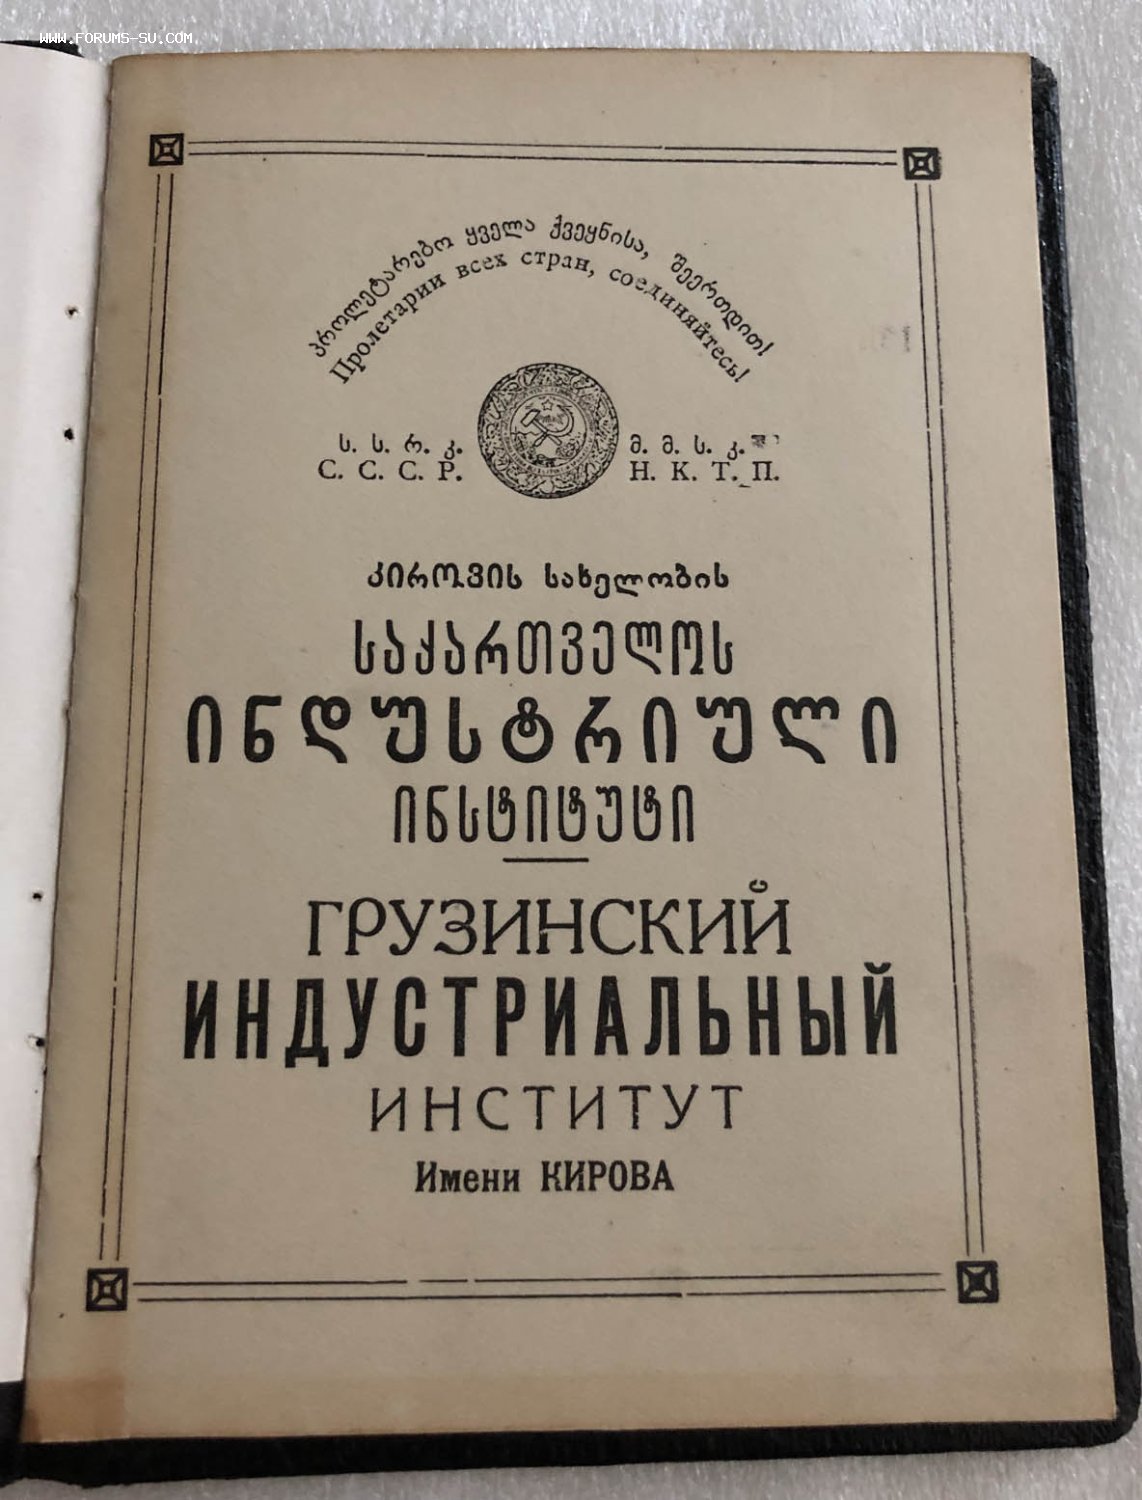 www.forums-su.com
პროლეტარებო ყველა ქვეყნისა, შეერთდით!
Пролетарии всех стран, соединяйтесь!
ს. ს. რ. კ. მ. მ. ს. კ.
С. С. С. Р. Н. К. Т. П.
კიროვის სახელობის
საქართველოს
ინდუსტრიული
ინსტიტუტი
ГРУЗИНСКИЙ
ИНДУСТРИАЛЬНЫЙ
ИНСТИТУТ
Имени КИРОВА